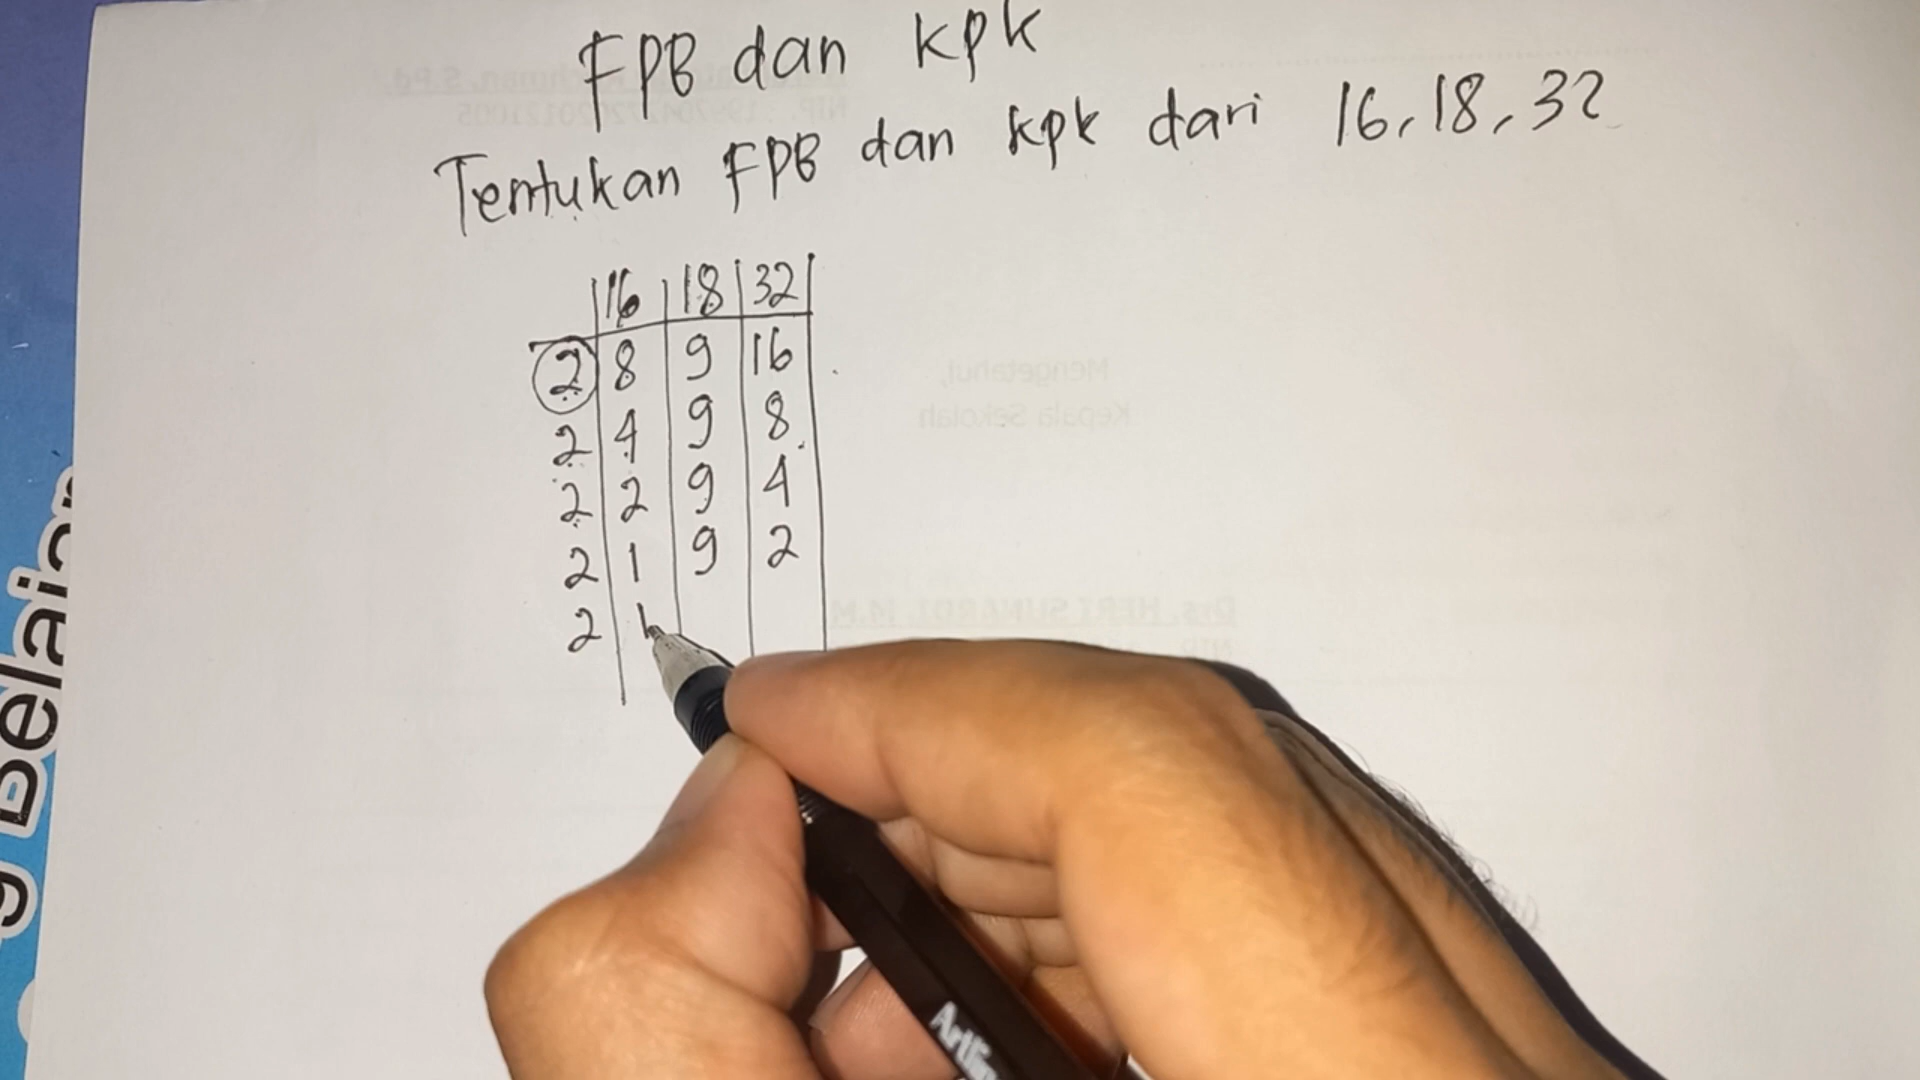 FPB dan kpk
Tentukan FPB dan kpk dari 16, 18, 32
16 18 32
2 8 9 16
2 4 9 8
2 2 9 4
2 1 9 2
2 1
Belajar